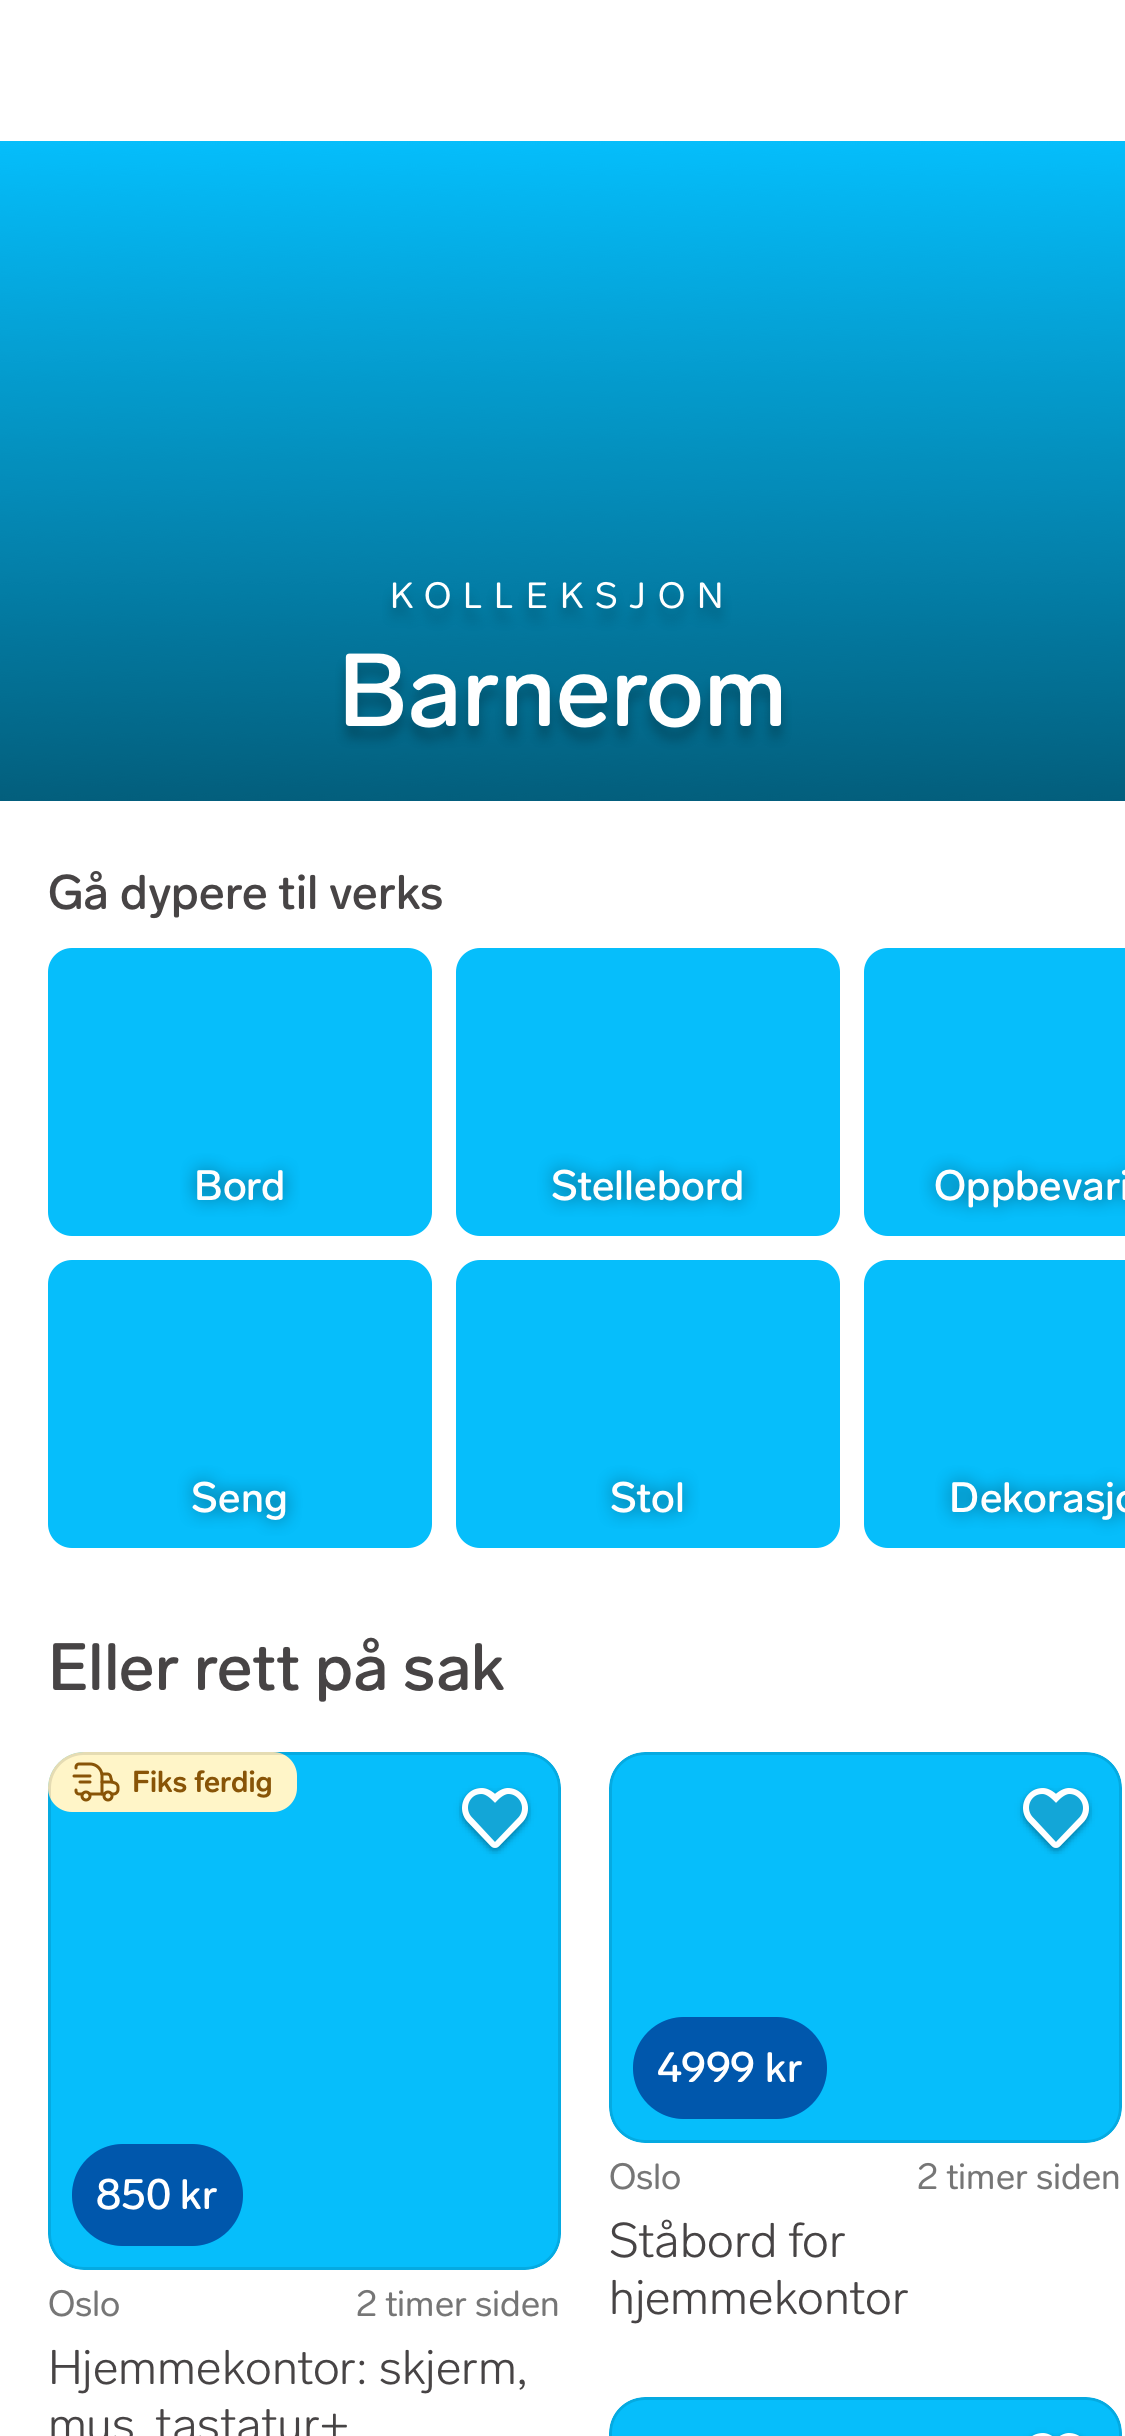 KOLLEKSJON
Barnerom
Gå dypere til verks
Bord
Stellebord
Oppbevari
Seng
Stol
Dekorasjo
Eller rett på sak
Fiks ferdig
850 kr
Oslo 2 timer siden
Hjemmekontor: skjerm,
mus, tastatur+
4999 kr
Oslo 2 timer siden
Ståbord for
hjemmekontor